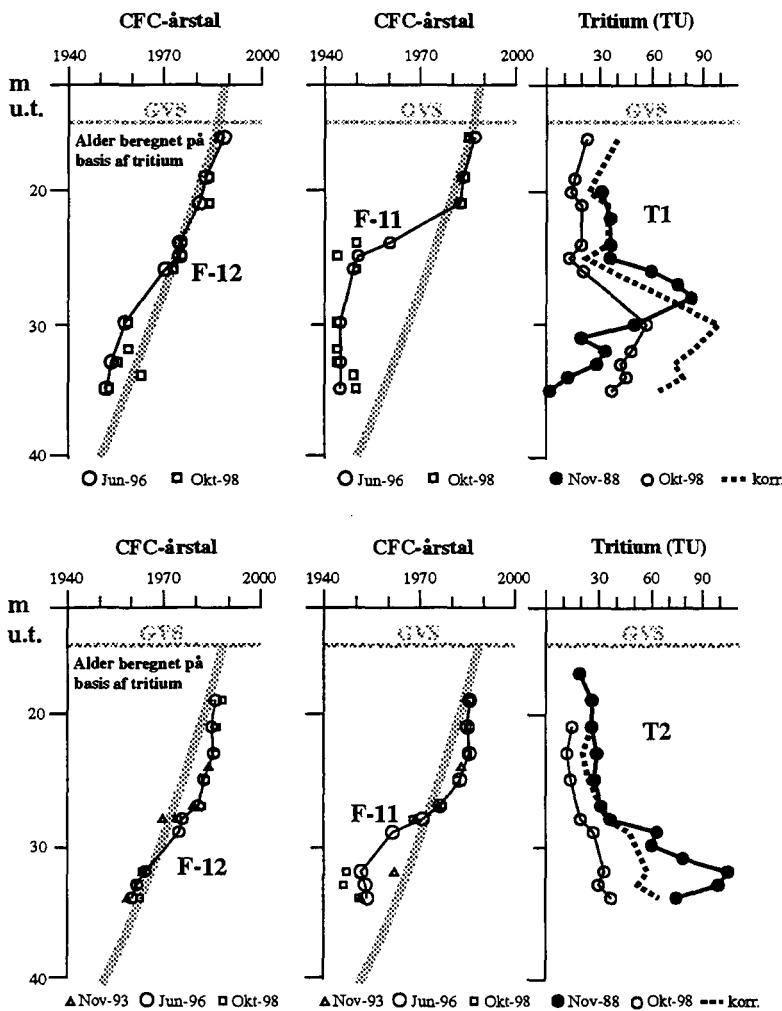 CFC-årstal
CFC-årstal
Tritium (TU)
1940 1970 2000
1940 1970 2000
30 60 90
m
u.t.
GVS
GVS
GVS
Alder beregnet på
basis af tritium
20
30
40
F-12
F-11
T1
Jun-96 Okt-98
Jun-96 Okt-98
Nov-88 Okt-98 korr.
CFC-årstal
CFC-årstal
Tritium (TU)
1940 1970 2000
1940 1970 2000
30 60 90
m
u.t.
GVS
GVS
GVS
Alder beregnet på
basis af tritium
20
30
40
F-12
F-11
T2
Nov-93 Jun-96 Okt-98
Nov-93 Jun-96 Okt-98
Nov-88 Okt-98 korr.